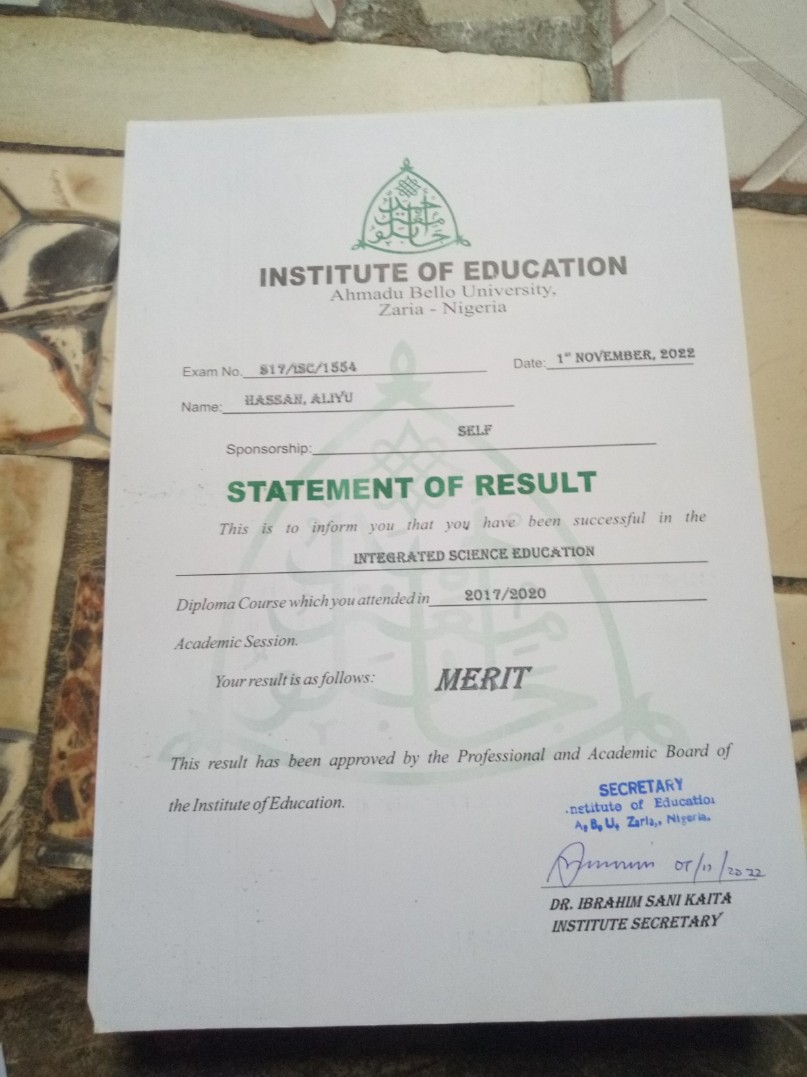 INSTITUTE OF EDUCATION
Ahmadu Bello University,
Zaria - Nigeria
Exam No. S17/ISC/1554 Date: 1st NOVEMBER, 2022
Name: HASSAN, ALIYU
Sponsorship: SELF
STATEMENT OF RESULT
This is to inform you that you have been successful in the
INTEGRATED SCIENCE EDUCATION
Diploma Course which you attended in 2017/2020
Academic Session.
Your result is as follows: MERIT
This result has been approved by the Professional and Academic Board of
the Institute of Education.
SECRETARY
nstitute of Educatio
A, B, U, Zaria,, Nigeria.
/11/2022
DR. IBRAHIM SANI KAITA
INSTITUTE SECRETARY